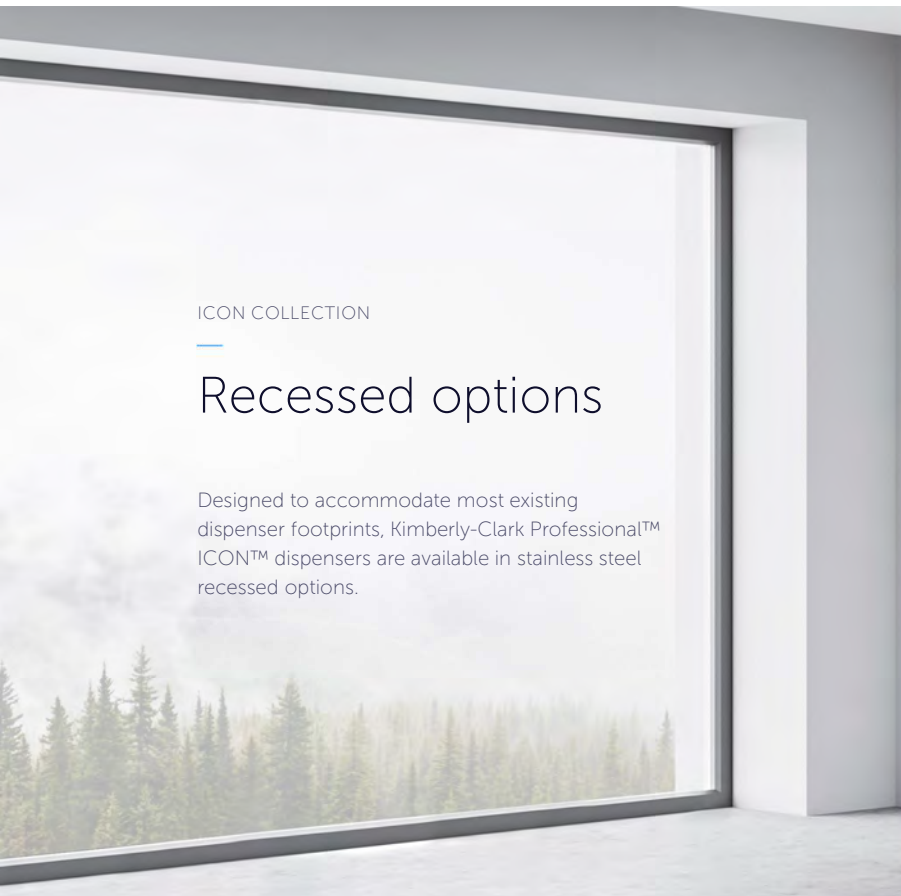 ICON COLLECTION
Recessed options
Designed to accommodate most existing
dispenser footprints, Kimberly-Clark Professional™
ICON™ dispensers are available in stainless steel
recessed options.